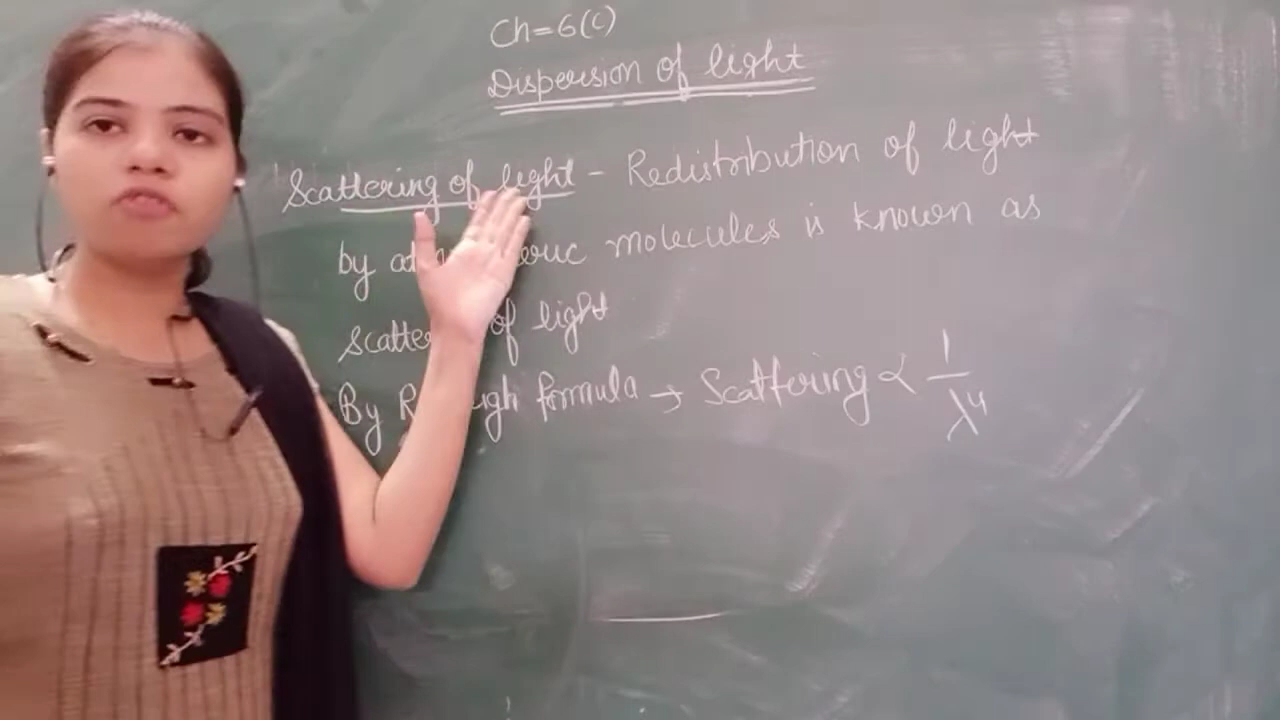 Ch=6(C)
Dispersion of light
Scattering of light - Redistribution of light
by molecules is known as
of light
By formula → Scattering ∝ 1/λ⁴